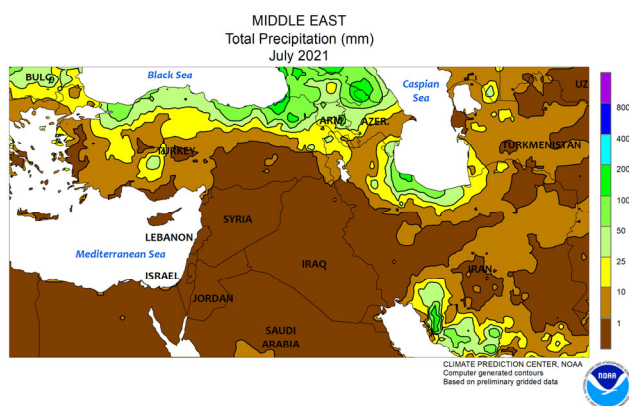 MIDDLE EAST
Total Precipitation (mm)
July 2021
BULG
Black Sea
Caspian
Sea
UZ
ARM.
AZER.
TURKEY
TURKMENISTAN
SYRIA
LEBANON
Mediterranean Sea
IRAQ
IRAN
ISRAEL
JORDAN
SAUDI
ARABIA
800
400
200
100
50
25
10
1
CLIMATE PREDICTION CENTER, NOAA
Computer generated contours
Based on preliminary gridded data
NOAA